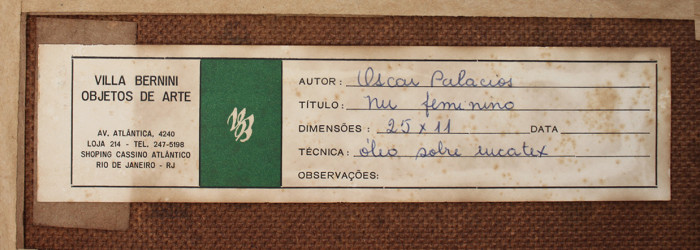 VILLA BERNINI
OBJETOS DE ARTE
AV. ATLÂNTICA, 4240
LOJA 214 - TEL. 247-5198
SHOPING CASSINO ATLÂNTICO
RIO DE JANEIRO - RJ
VB
AUTOR: Oscar Palacios
TÍTULO: Nu feminino
DIMENSÕES: 25 x 11 DATA
TÉCNICA: óleo sobre eucatex
OBSERVAÇÕES: